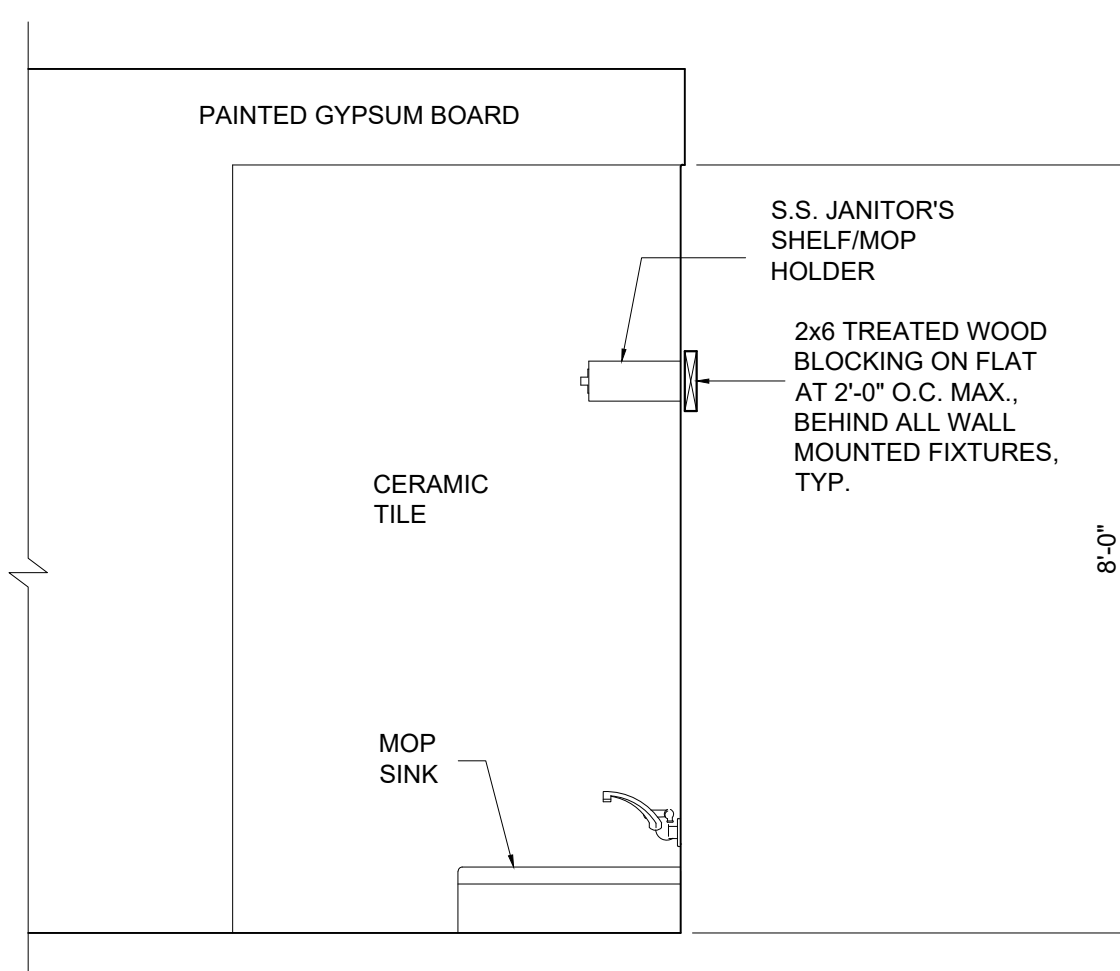 PAINTED GYPSUM BOARD
S.S. JANITOR'S
SHELF/MOP
HOLDER
2x6 TREATED WOOD
BLOCKING ON FLAT
AT 2'-0" O.C. MAX.,
BEHIND ALL WALL
MOUNTED FIXTURES,
TYP.
CERAMIC
TILE
8'-0"
MOP
SINK